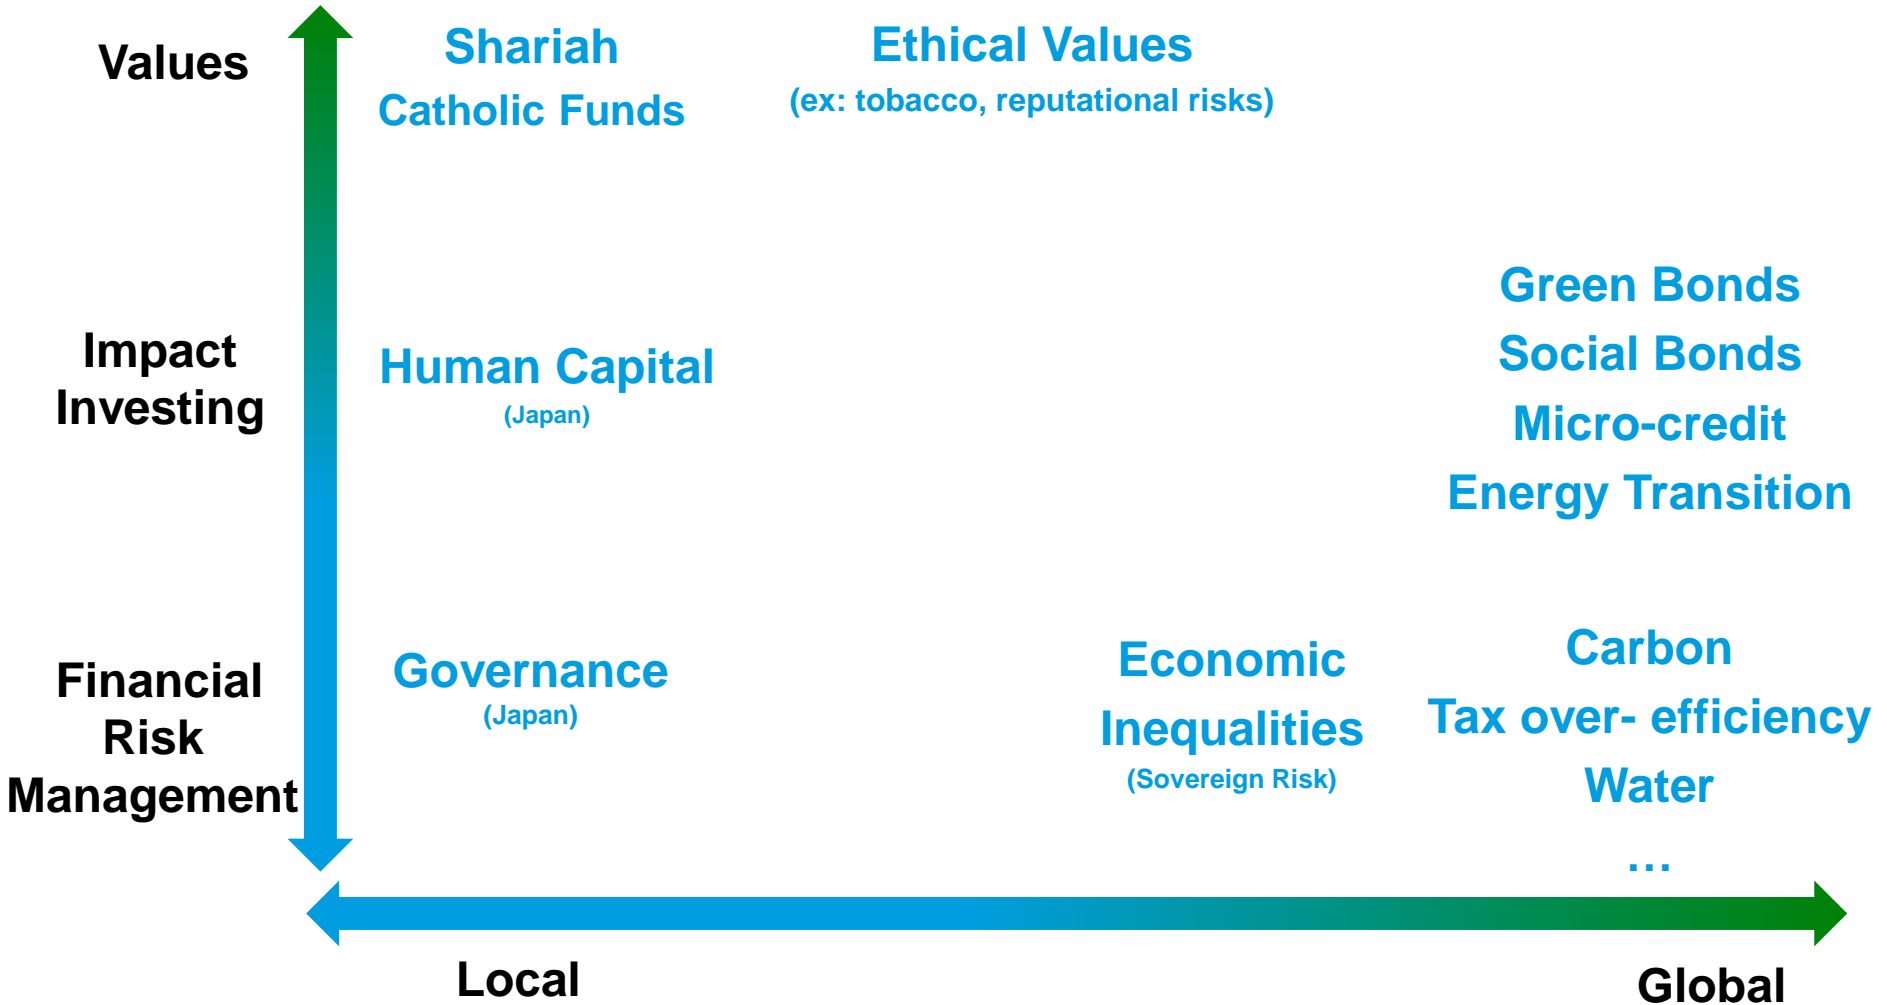 Values
Shariah
Catholic Funds
Ethical Values
(ex: tobacco, reputational risks)
Impact
Investing
Human Capital
(Japan)
Green Bonds
Social Bonds
Micro-credit
Energy Transition
Financial
Risk
Management
Governance
(Japan)
Economic
Inequalities
(Sovereign Risk)
Carbon
Tax over- efficiency
Water
…
Local
Global